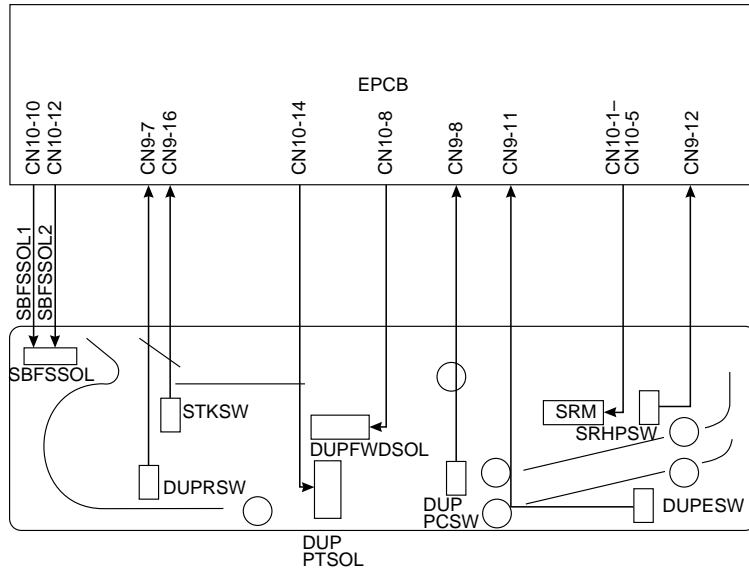 EPCB
CN10-10
CN10-12
CN9-7
CN9-16
CN10-14
CN10-8
CN9-8
CN9-11
CN10-1–
CN10-5
CN9-12
SBFSSOL1
SBFSSOL2
SBFSSOL
STKSW
SRM
SRHPSW
DUPFWDSOL
DUPRSW
DUP
PCSW
DUPESW
DUP
PTSOL